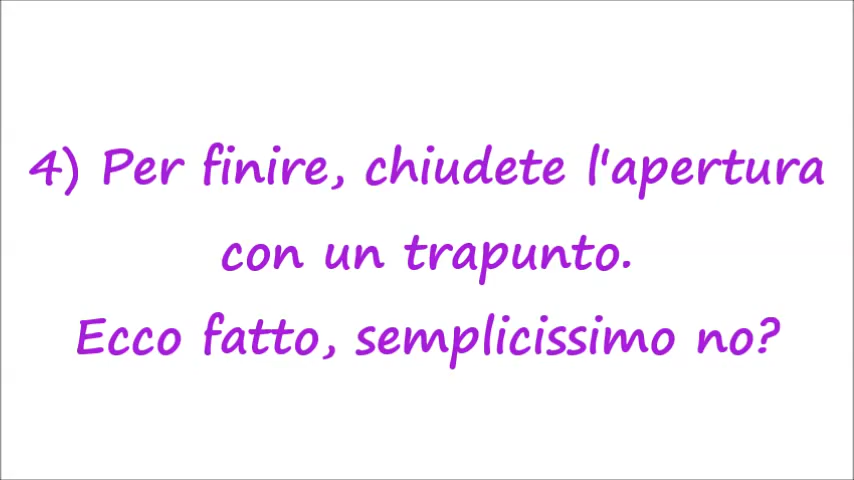 4) Per finire, chiudete l'apertura
con un trapunto.
Ecco fatto, semplicissimo no?